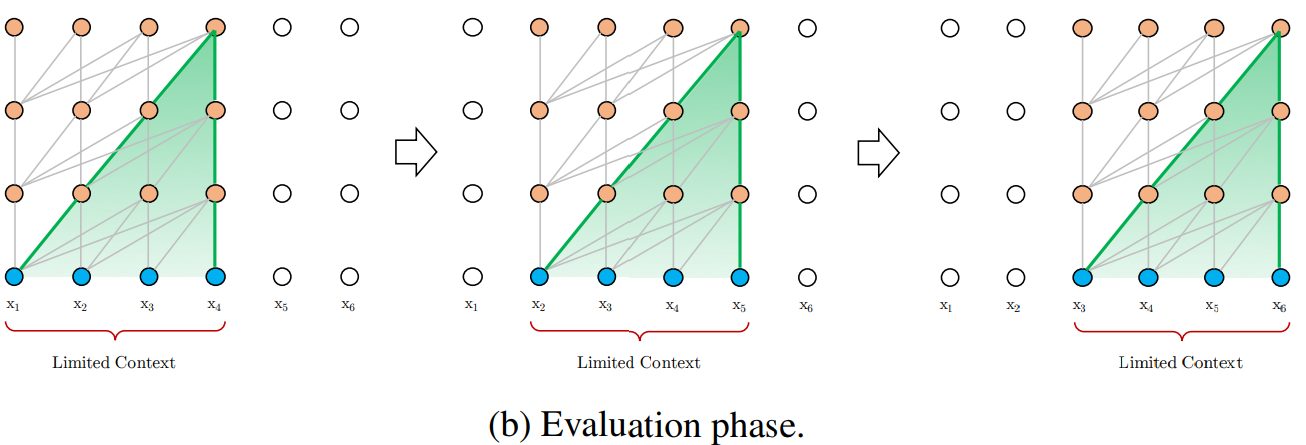 x₁ x₂ x₃ x₄ x₅ x₆ x₁ x₂ x₃ x₄ x₅ x₆ x₁ x₂ x₃ x₄ x₅ x₆
Limited Context Limited Context Limited Context
(b) Evaluation phase.